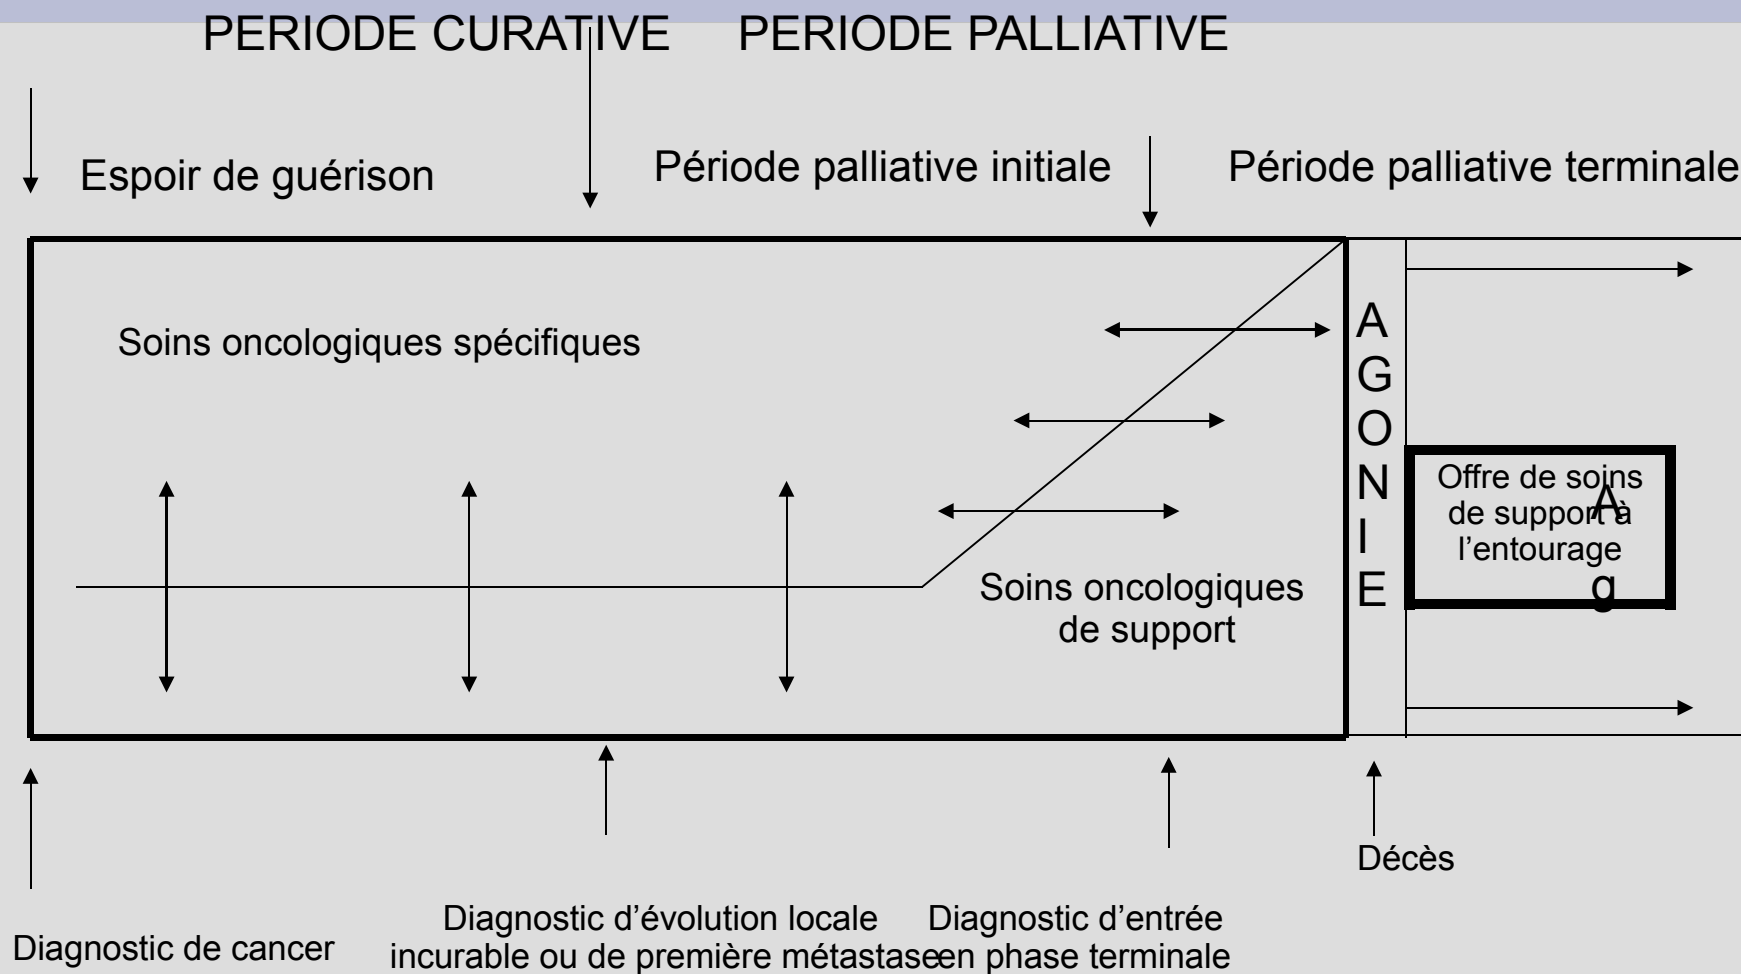 PERIODE CURATIVE PERIODE PALLIATIVE
Espoir de guérison
Période palliative initiale
Période palliative terminale
Soins oncologiques spécifiques
Soins oncologiques
de support
A
G
O
N
I
E
Offre de soins
de support à
l’entourage
A
g
Décès
Diagnostic de cancer
Diagnostic d’évolution locale
incurable ou de première métastase
Diagnostic d’entrée
en phase terminale